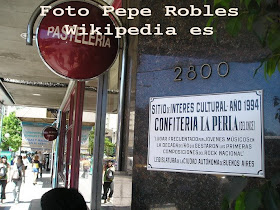 Foto Pepe Robles
Wikipedia es
PASTELERIA
2800
SITIO DE INTERES CULTURAL AÑO 1994
CONFITERIA LA PERLA (DEL ONCE)
LUGAR FRECUENTADO POR JOVENES MUSICOS EN
LA DECADA DEL 60 GESTARON LAS PRIMERAS
COMPOSICIONES DEL ROCK NACIONAL
LEGISLATURA DE LA CIUDAD AUTONOMA DE BUENOS AIRES